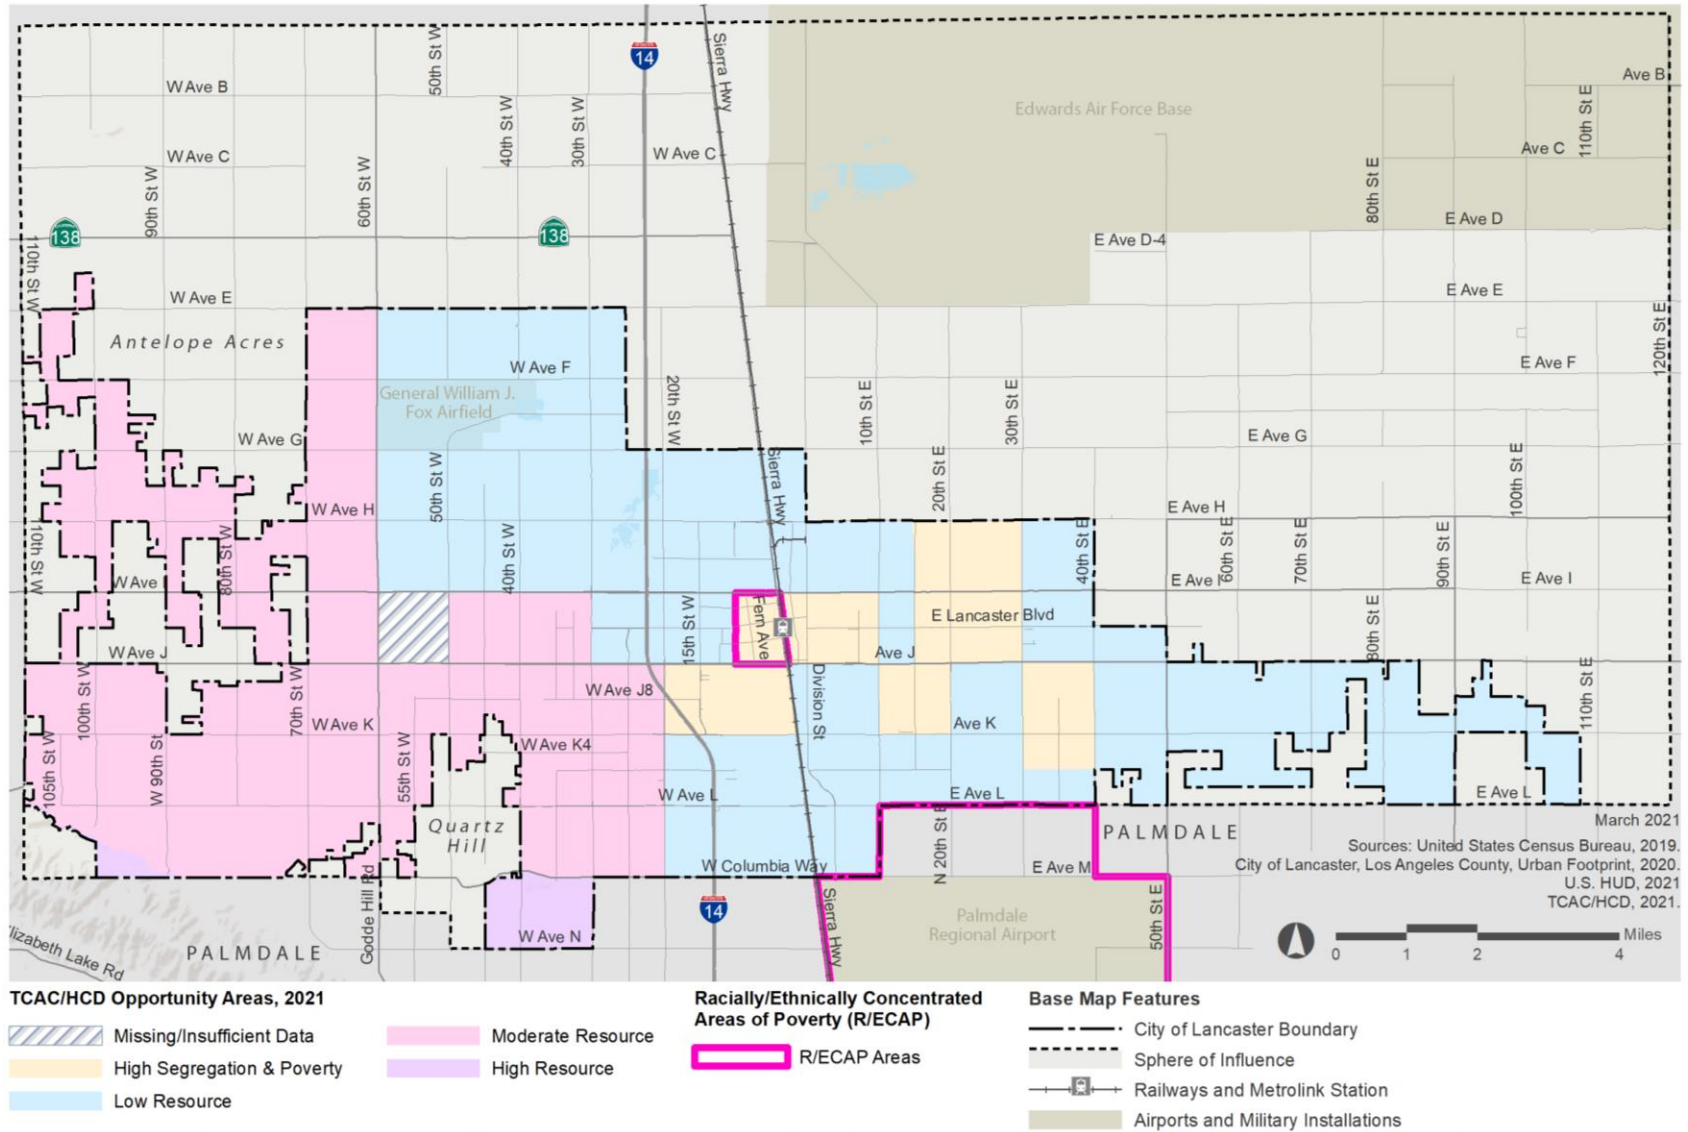 Ave B
W Ave B
50th St W
14
Sierra Hwy
Edwards Air Force Base
110th St E
40th St W
30th St W
W Ave C
W Ave C
Ave C
90th St W
60th St W
80th St E
138
138
E Ave D
E Ave D-4
110th St W
W Ave E
E Ave E
Antelope Acres
120th St E
W Ave F
E Ave F
General William J.
Fox Airfield
20th St W
10th St E
30th St E
W Ave G
E Ave G
50th St W
Sierra Hwy
20th St E
100th St E
W Ave H
E Ave H
110th St W
80th St W
40th St W
40th St E
60th St E
70th St E
90th St E
W Ave I
E Ave I
E Ave I
15th St W
Fern Ave
E Lancaster Blvd
80th St E
W Ave J
Ave J
100th St W
70th St W
W Ave J8
Division St
110th St E
W Ave K
Ave K
105th St W
W 90th St
55th St W
W Ave K4
W Ave L
E Ave L
E Ave L
Quartz
Hill
N 20th St E
PALMDALE
March 2021
Sources: United States Census Bureau, 2019.
City of Lancaster, Los Angeles County, Urban Footprint, 2020.
U.S. HUD, 2021
TCAC/HCD, 2021.
W Columbia Way
E Ave M
Godde Hill Rd
14
Sierra Hwy
Palmdale
Regional Airport
50th St E
W Ave N
PALMDALE
lizabeth Lake Rd
Miles
0 1 2 4
TCAC/HCD Opportunity Areas, 2021
Missing/Insufficient Data
High Segregation & Poverty
Low Resource
Moderate Resource
High Resource
Racially/Ethnically Concentrated
Areas of Poverty (R/ECAP)
R/ECAP Areas
Base Map Features
City of Lancaster Boundary
Sphere of Influence
Railways and Metrolink Station
Airports and Military Installations